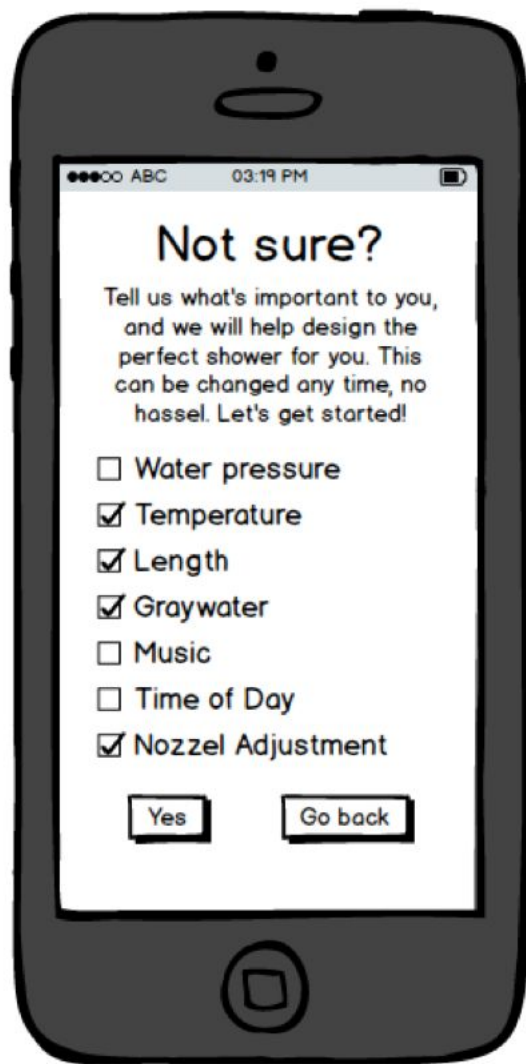 ABC 03:19 PM
Not sure?
Tell us what's important to you,
and we will help design the
perfect shower for you. This
can be changed any time, no
hassel. Let's get started!
Water pressure
Temperature
Length
Graywater
Music
Time of Day
Nozzel Adjustment
Yes Go back